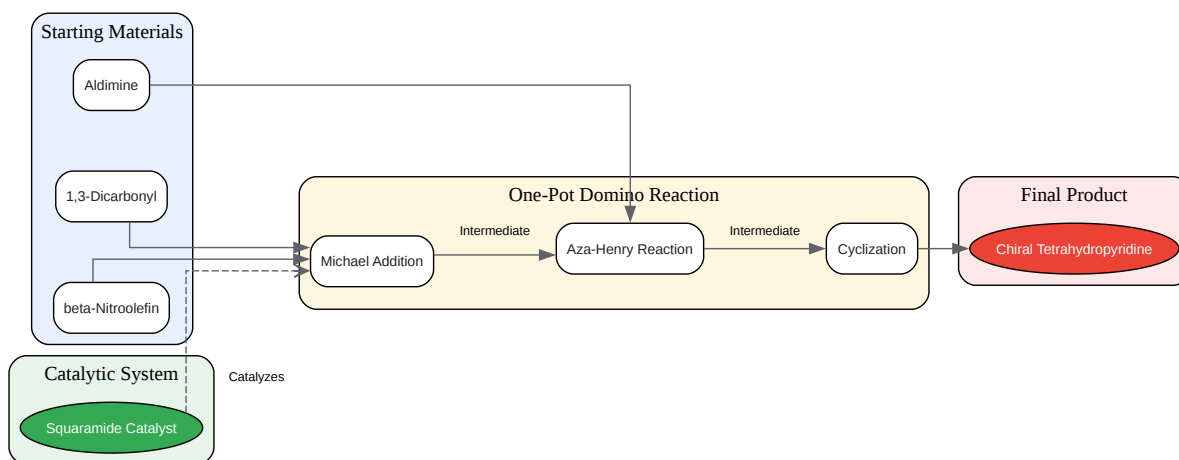 Starting Materials
Aldimine
1,3-Dicarbonyl
beta-Nitroolefin
Catalytic System
Squaramide Catalyst
Catalyzes
One-Pot Domino Reaction
Michael Addition
Intermediate
Aza-Henry Reaction
Intermediate
Cyclization
Final Product
Chiral Tetrahydropyridine